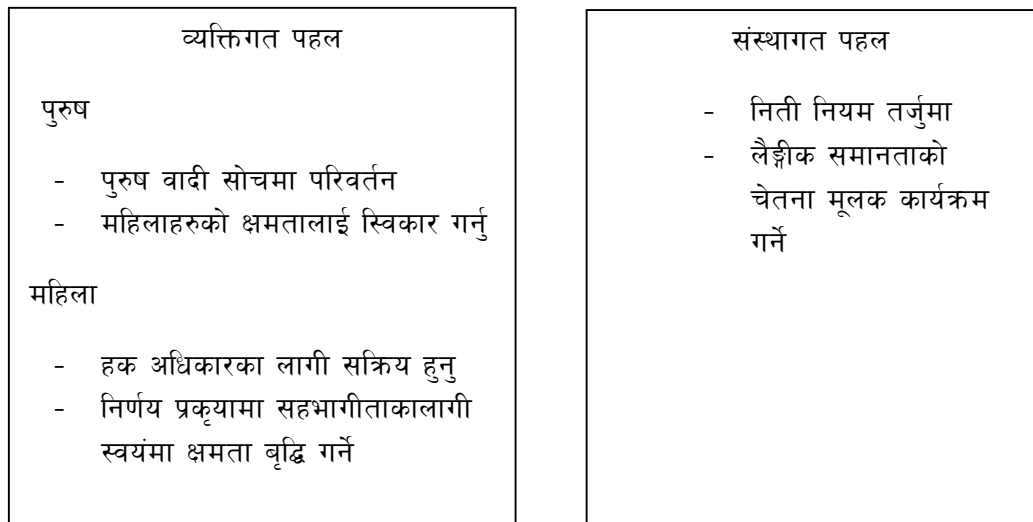 व्यक्तिगत पहल
पुरुष
- पुरुष वादी सोचमा परिवर्तन
- महिलाहरुको क्षमतालाई स्विकार गर्नु
महिला
- हक अधिकारका लागी सक्रिय हुनु
- निर्णय प्रकृयामा सहभागीताकालागी
स्वयंमा क्षमता बृद्धि गर्ने
संस्थागत पहल
- निती नियम तर्जुमा
- लैङ्गीक समानताको
चेतना मूलक कार्यक्रम
गर्ने